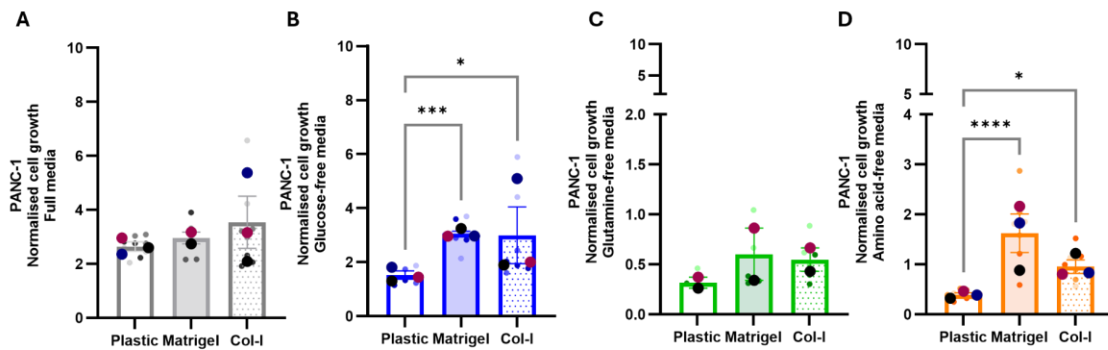 A
PANC-1
Normalised cell growth
Full media
10
8
6
4
2
0
Plastic Matrigel Col-I
B
PANC-1
Normalised cell growth
Glucose-free media
10
8
6
4
2
0
*
***
Plastic Matrigel Col-I
C
PANC-1
Normalised cell growth
Glutamine-free media
10
5
2.0
1.5
1.0
0.5
0.0
Plastic Matrigel Col-I
D
PANC-1
Normalised cell growth
Amino acid-free media
10
5
4
3
2
1
0
*
****
Plastic Matrigel Col-I